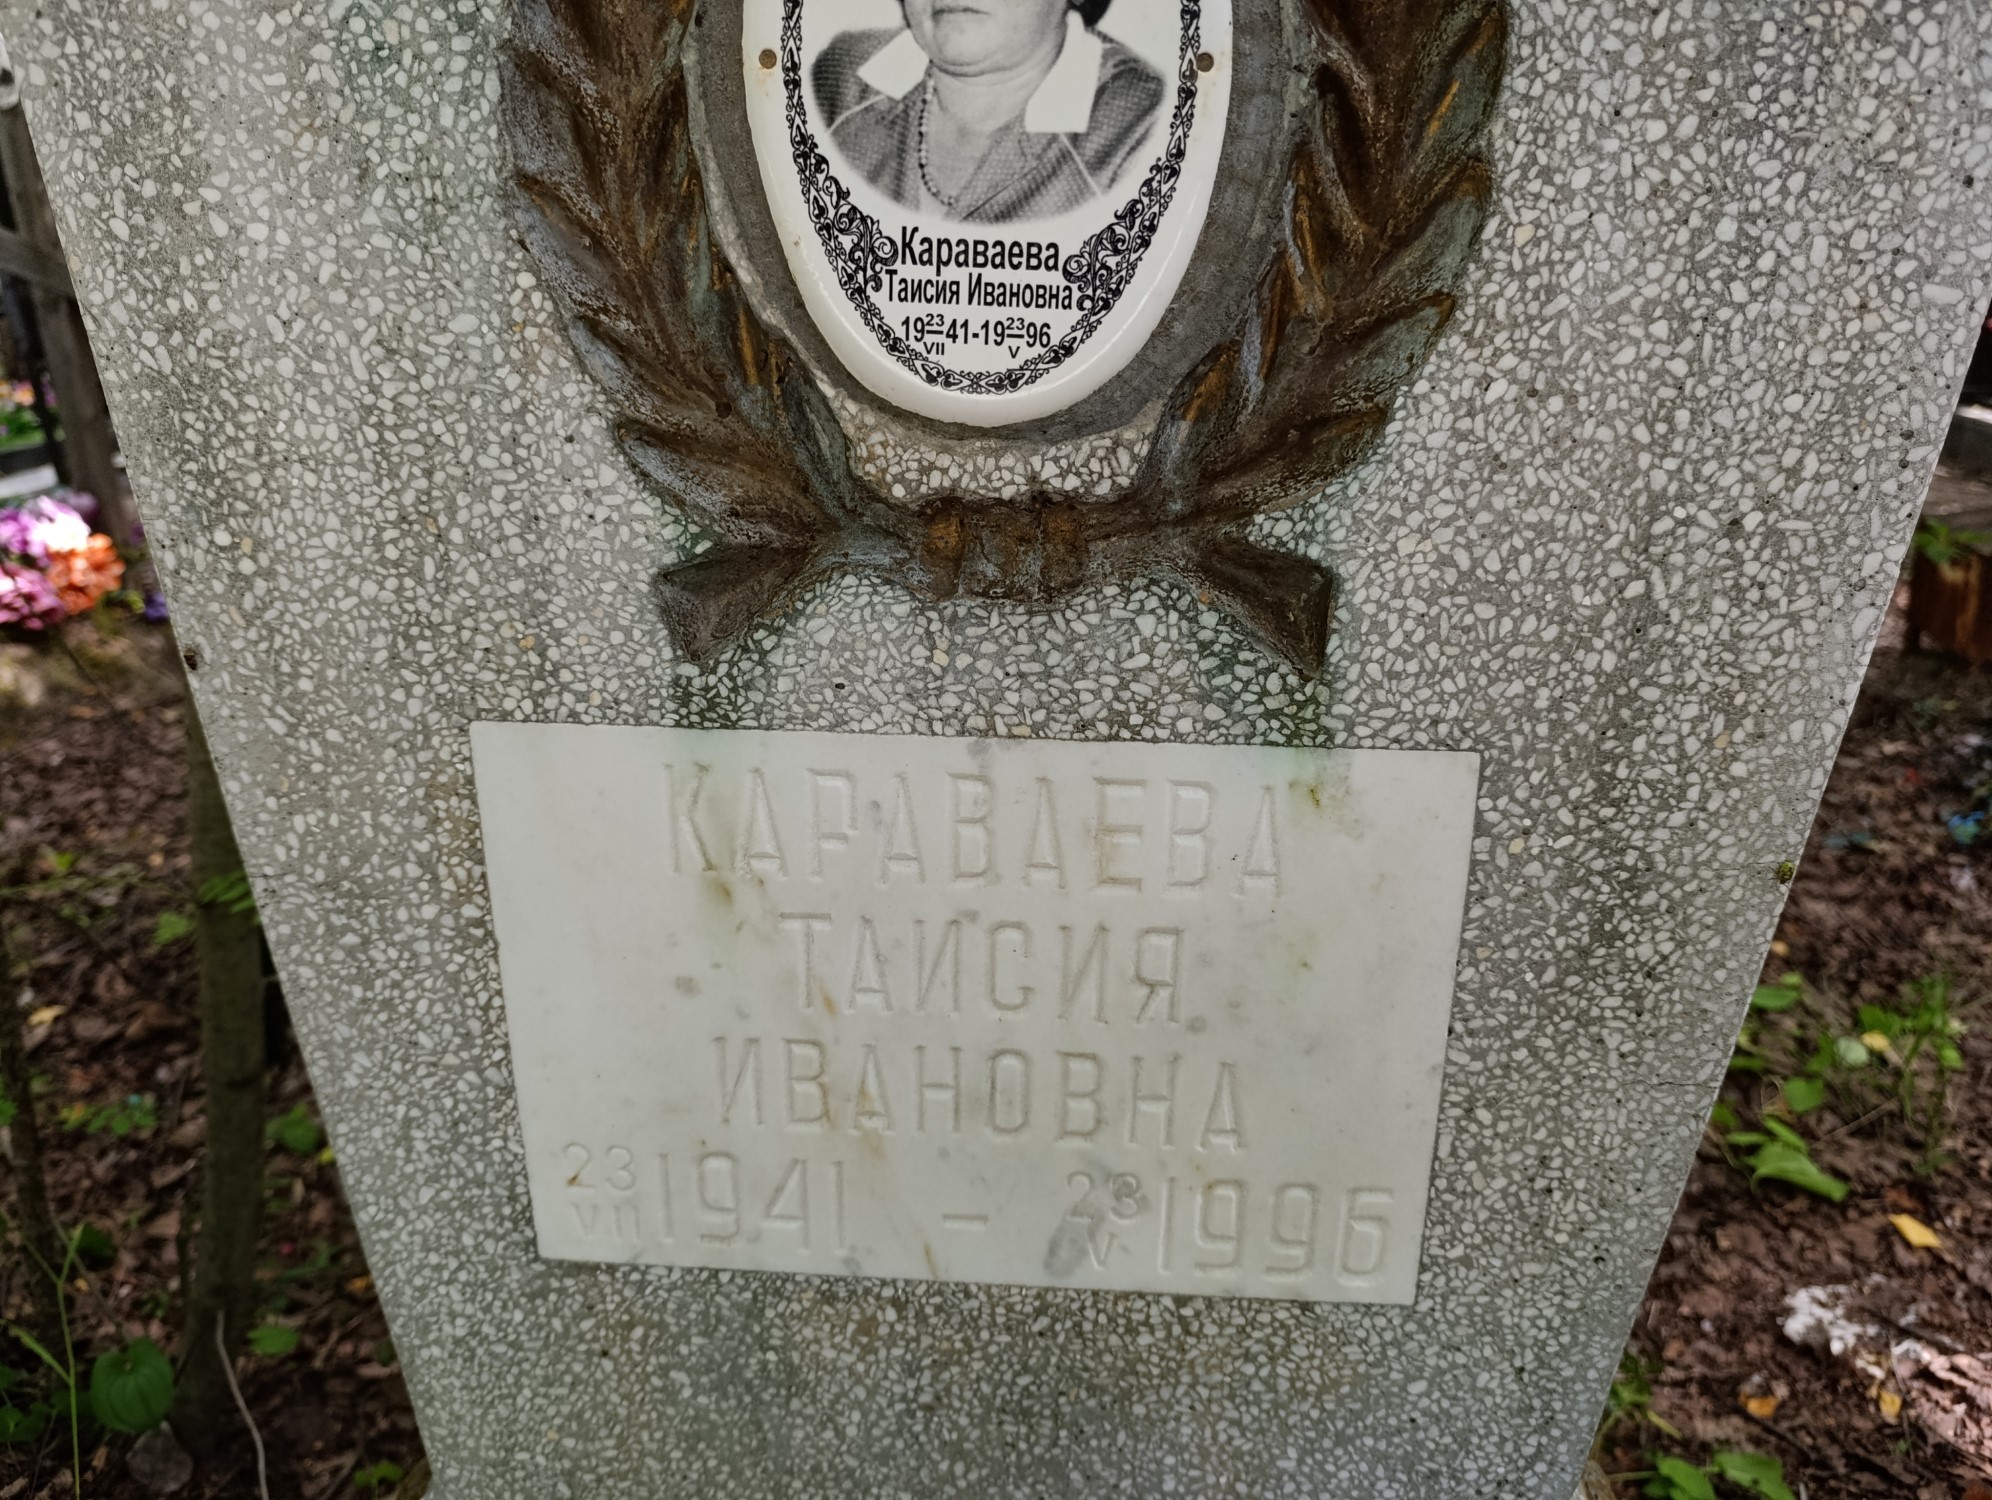 Караваева
Таисия Ивановна
19 23/VII 41-19 23/V 96
КАРАВАЕВА
ТАИСИЯ
ИВАНОВНА
23/VII 1941 - 23/V 1996